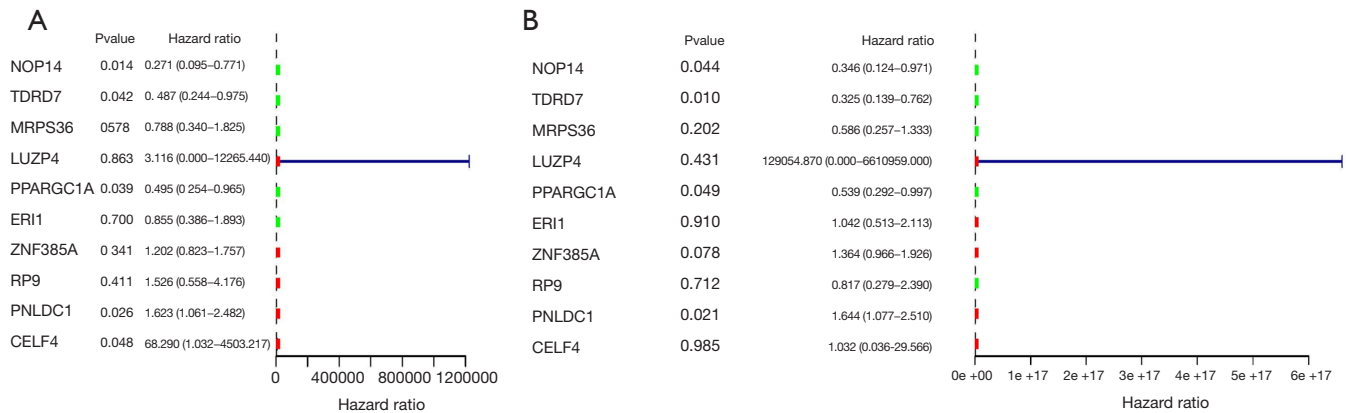 A
Pvalue Hazard ratio
NOP14 0.014 0.271 (0.095–0.771)
TDRD7 0.042 0. 487 (0.244–0.975)
MRPS36 0578 0.788 (0.340–1.825)
LUZP4 0.863 3.116 (0.000–12265.440)
PPARGC1A 0.039 0.495 (0 254–0.965)
ERI1 0.700 0.855 (0.386–1.893)
ZNF385A 0 341 1.202 (0.823–1.757)
RP9 0.411 1.526 (0.558–4.176)
PNLDC1 0.026 1.623 (1.061–2.482)
CELF4 0.048 68.290 (1.032–4503.217)
0 400000 800000 1200000
Hazard ratio
B
Pvalue Hazard ratio
NOP14 0.044 0.346 (0.124–0.971)
TDRD7 0.010 0.325 (0.139–0.762)
MRPS36 0.202 0.586 (0.257–1.333)
LUZP4 0.431 129054.870 (0.000–6610959.000)
PPARGC1A 0.049 0.539 (0.292–0.997)
ERI1 0.910 1.042 (0.513–2.113)
ZNF385A 0.078 1.364 (0.966–1.926)
RP9 0.712 0.817 (0.279–2.390)
PNLDC1 0.021 1.644 (1.077–2.510)
CELF4 0.985 1.032 (0.036-29.566)
0e +00 1e +17 2e +17 3e +17 4e +17 5e +17 6e +17
Hazard ratio